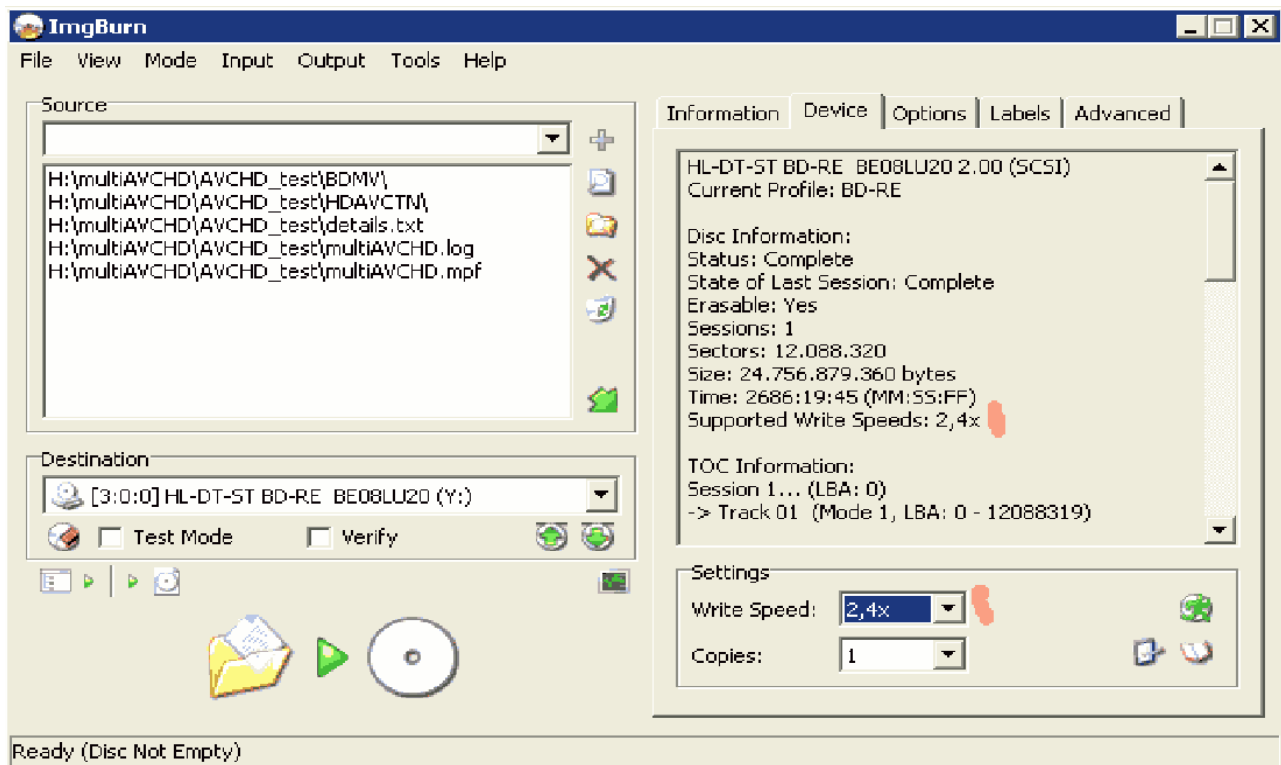 ImgBurn
File View Mode Input Output Tools Help
Source
H:\multiAVCHD\AVCHD_test\BDMV\
H:\multiAVCHD\AVCHD_test\HDAVCTN\
H:\multiAVCHD\AVCHD_test\details.txt
H:\multiAVCHD\AVCHD_test\multiAVCHD.log
H:\multiAVCHD\AVCHD_test\multiAVCHD.mpf
Destination
[3:0:0] HL-DT-ST BD-RE BE08LU20 (Y:)
Test Mode Verify
Information Device Options Labels Advanced
HL-DT-ST BD-RE BE08LU20 2.00 (SCSI)
Current Profile: BD-RE
Disc Information:
Status: Complete
State of Last Session: Complete
Erasable: Yes
Sessions: 1
Sectors: 12.088.320
Size: 24.756.879.360 bytes
Time: 2686:19:45 (MM:SS:FF)
Supported Write Speeds: 2,4x
TOC Information:
Session 1... (LBA: 0)
-> Track 01 (Mode 1, LBA: 0 - 12088319)
Settings
Write Speed: 2,4x
Copies: 1
Ready (Disc Not Empty)